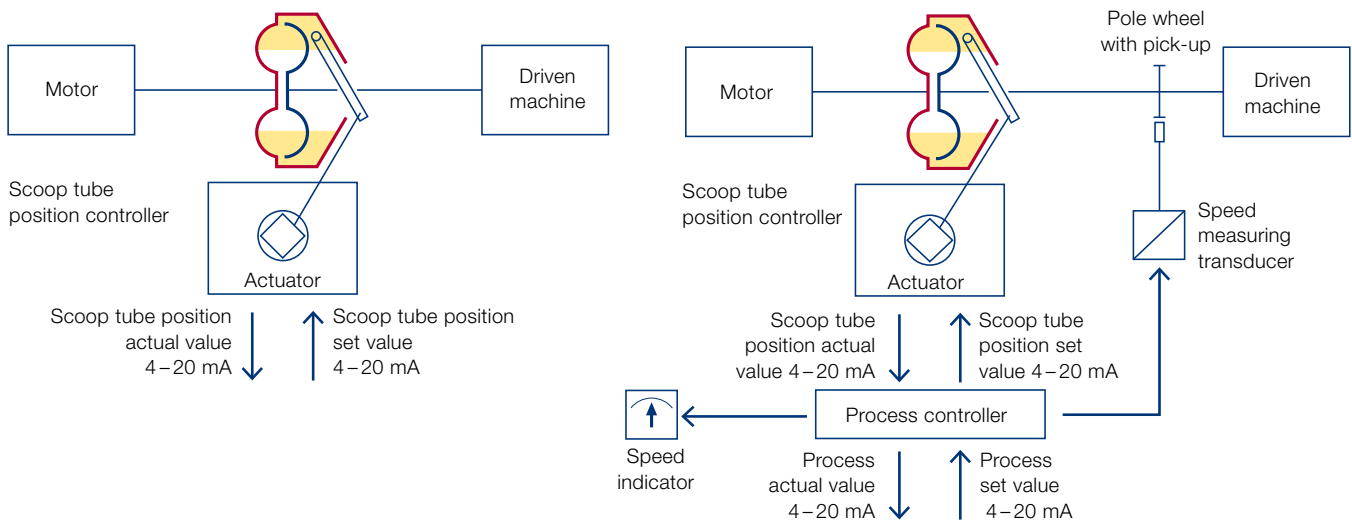 Motor
Driven
machine
Scoop tube
position controller
Actuator
Scoop tube position
actual value
4–20 mA
Scoop tube position
set value
4–20 mA
Pole wheel
with pick-up
Motor
Driven
machine
Scoop tube
position controller
Actuator
Speed
measuring
transducer
Scoop tube
position actual
value 4–20 mA
Scoop tube
position set
value 4–20 mA
Process controller
Speed
indicator
Process
actual value
4–20 mA
Process
set value
4–20 mA